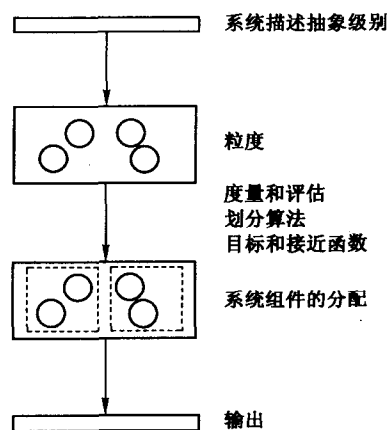 系统描述抽象级别
粒度
度量和评估
划分算法
目标和接近函数
系统组件的分配
输出